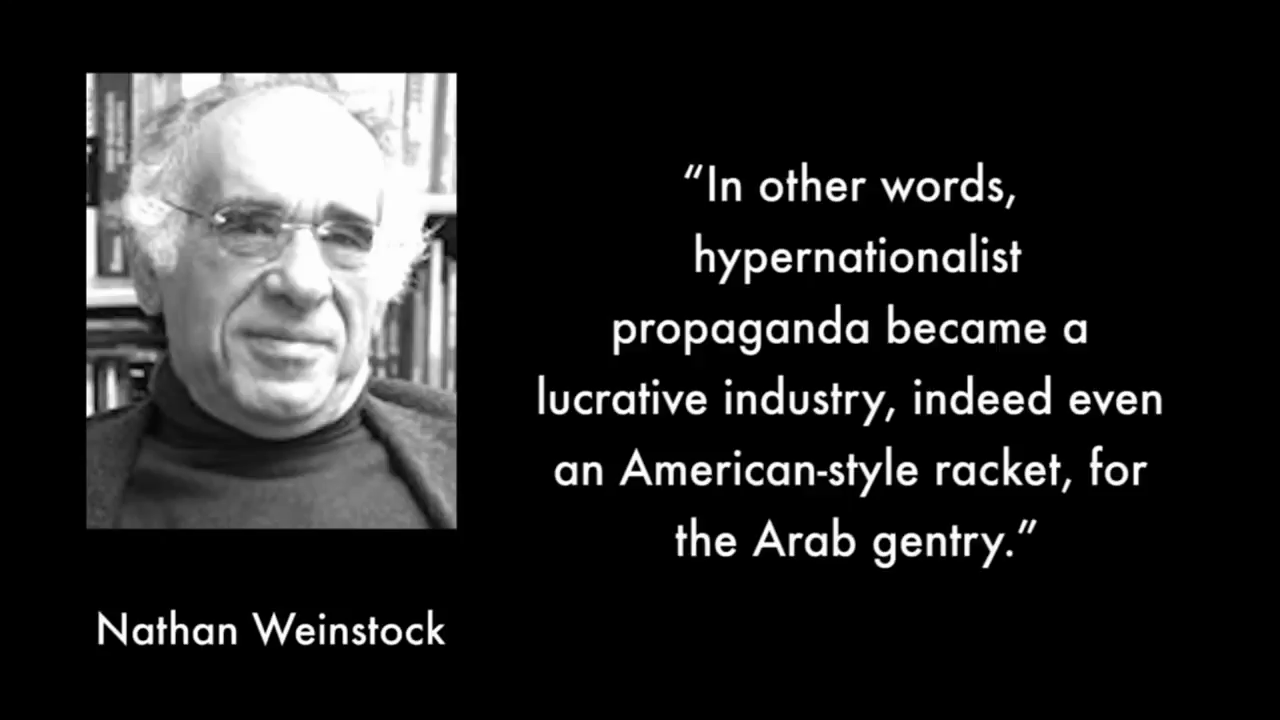 “In other words,
hypernationalist
propaganda became a
lucrative industry, indeed even
an American-style racket, for
the Arab gentry.”
Nathan Weinstock